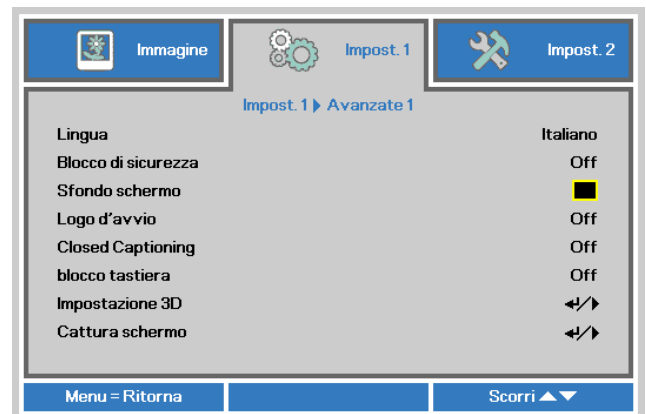 Immagine Impost. 1 Impost. 2
Impost. 1 Avanzate 1
Lingua Italiano
Blocco di sicurezza Off
Sfondo schermo
Logo d'avvio Off
Closed Captioning Off
blocco tastiera Off
Impostazione 3D ↵/▶
Cattura schermo ↵/▶
Menu = Ritorna Scorri ▲▼